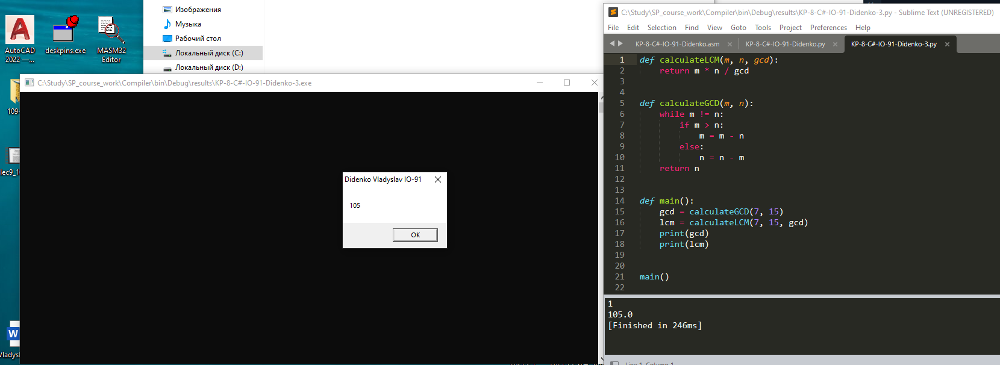 AutoCAD
2022 —...
deskpins.exe
MASM32
Editor
Изображения
Музыка
Рабочий стол
Локальный диск (C:)
Локальный диск (D:)
C:\Study\SP_course_work\Compiler\bin\Debug\results\KP-8-C#-IO-91-Didenko-3.exe
Didenko Vladyslav IO-91
105
OK
C:\Study\SP_course_work\Compiler\bin\Debug\results\KP-8-C#-IO-91-Didenko-3.py - Sublime Text (UNREGISTERED)
File Edit Selection Find View Goto Tools Project Preferences Help
KP-8-C#-IO-91-Didenko.asm KP-8-C#-IO-91-Didenko.py KP-8-C#-IO-91-Didenko-3.py
1 def calculateLCM(m, n, gcd):
2 return m * n / gcd
3
4
5 def calculateGCD(m, n):
6 while m != n:
7 if m > n:
8 m = m - n
9 else:
10 n = n - m
11 return n
12
13
14 def main():
15 gcd = calculateGCD(7, 15)
16 lcm = calculateLCM(7, 15, gcd)
17 print(gcd)
18 print(lcm)
19
20
21 main()
22
1
105.0
[Finished in 246ms]
Line 1, Column 1